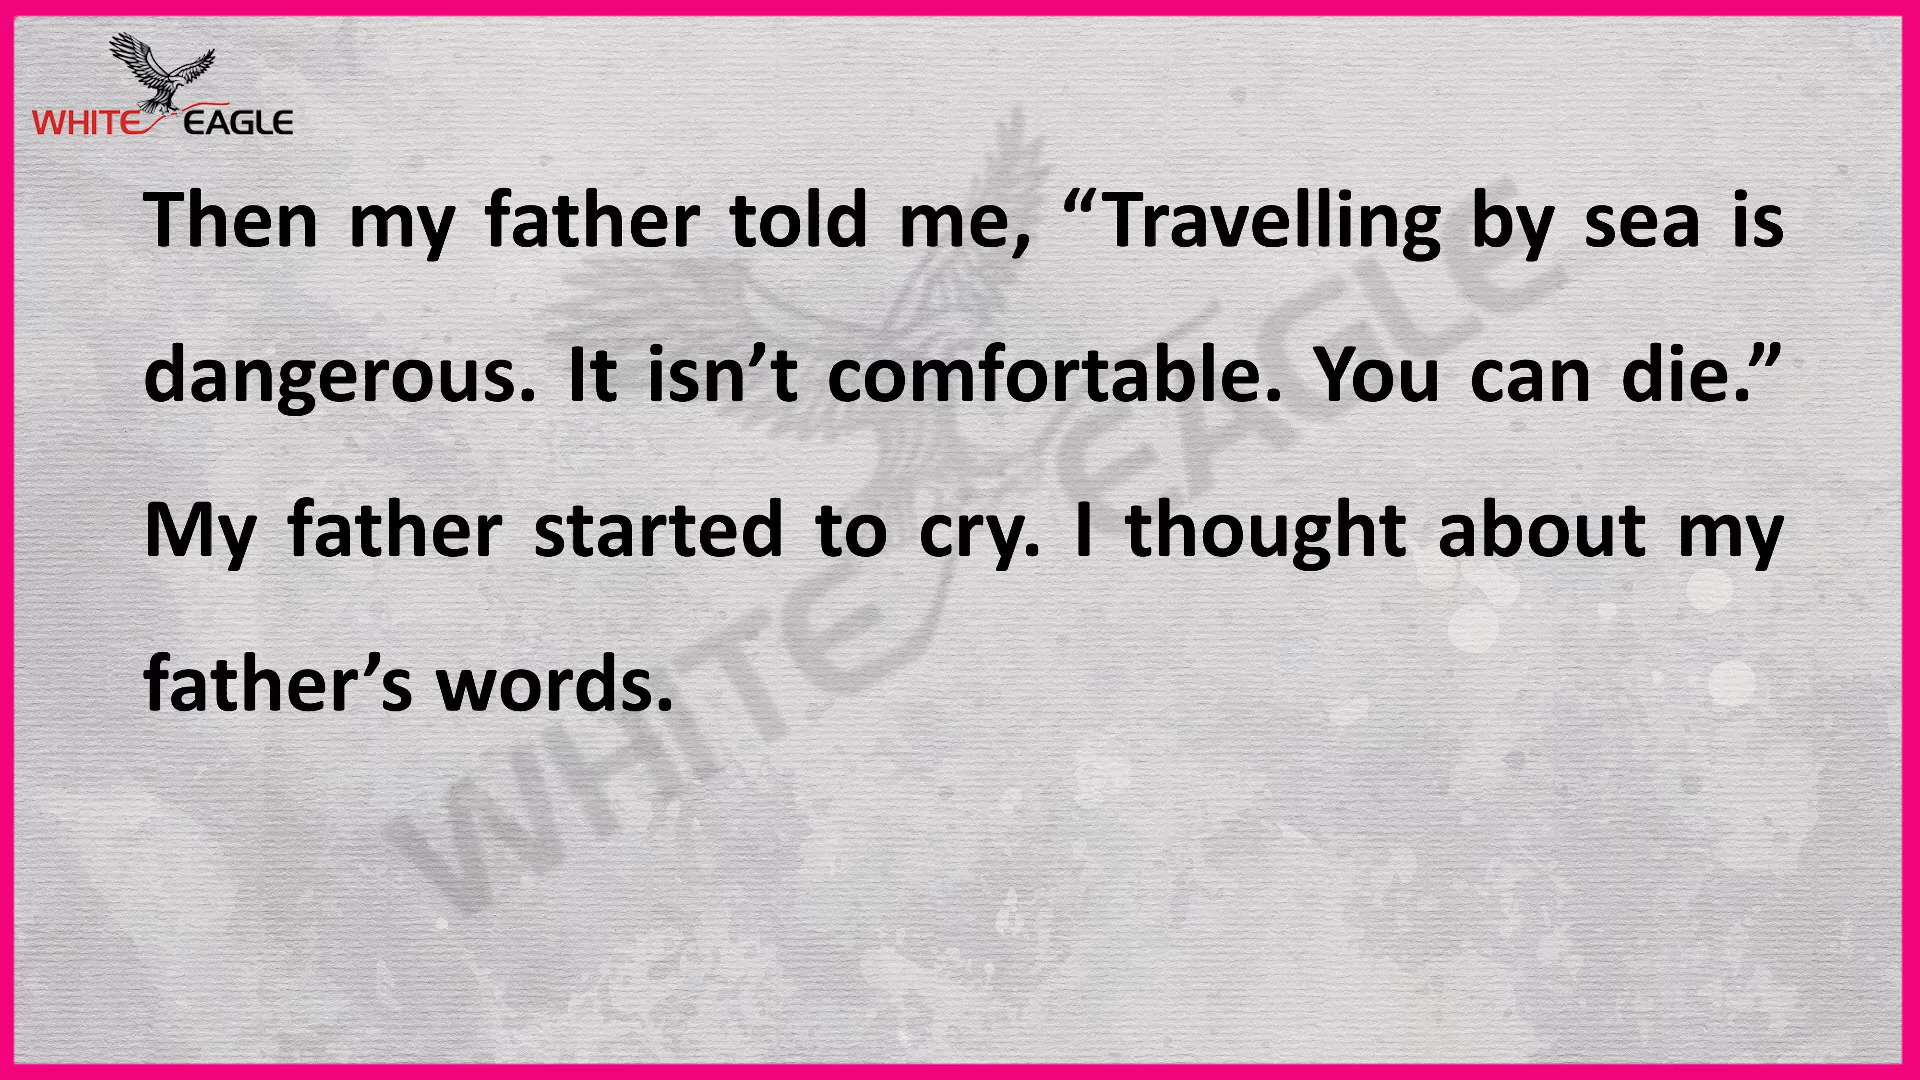 WHITE EAGLE
Then my father told me, “Travelling by sea is
dangerous. It isn’t comfortable. You can die.”
My father started to cry. I thought about my
father’s words.
WHITE EAGLE